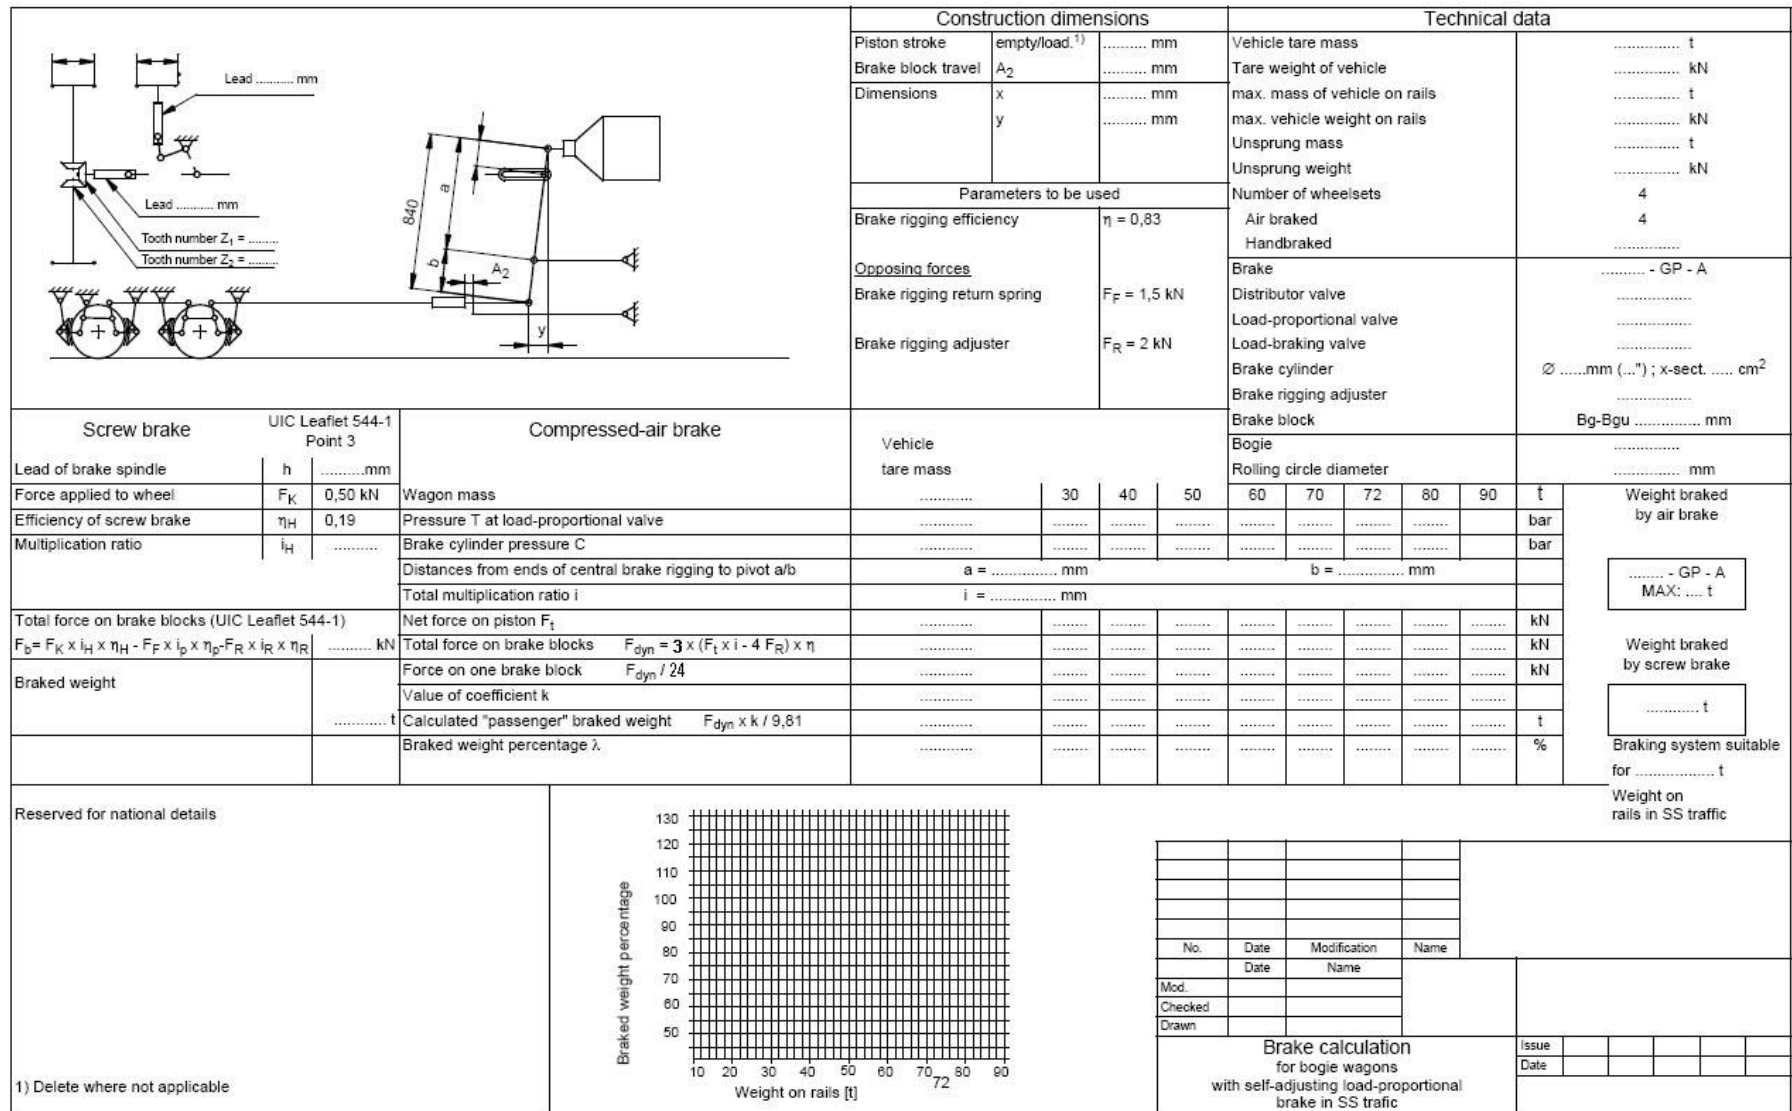 Construction dimensions
Technical data
Piston stroke empty/load.1) .......... mm
Brake block travel A2 .......... mm
Dimensions x .......... mm
y .......... mm
Parameters to be used
Brake rigging efficiency η = 0,83
Opposing forces
Brake rigging return spring FF = 1,5 kN
Brake rigging adjuster FR = 2 kN
Vehicle tare mass ............... t
Tare weight of vehicle ............... kN
max. mass of vehicle on rails ............... t
max. vehicle weight on rails ............... kN
Unsprung mass ............... t
Unsprung weight ............... kN
Number of wheelsets 4
Air braked 4
Handbraked ...............
Brake .......... - GP - A
Distributor valve .................
Load-proportional valve .................
Load-braking valve .................
Brake cylinder ∅ ......mm (...") ; x-sect. ..... cm2
Brake rigging adjuster .................
Brake block Bg-Bgu ............... mm
Bogie ...............
Rolling circle diameter ............... mm
Lead .......... mm
Lead .......... mm
Tooth number Z1 = .........
Tooth number Z2 = .........
840
a
b
A2
y
Screw brake
UIC Leaflet 544-1
Point 3
Lead of brake spindle h ..........mm
Force applied to wheel FK 0,50 kN
Efficiency of screw brake ηH 0,19
Multiplication ratio iH ..........
Total force on brake blocks (UIC Leaflet 544-1)
Fb= FK x iH x ηH - FF x ip x ηp-FR x iR x ηR .......... kN
Braked weight
............ t
Compressed-air brake
Vehicle
tare mass
Wagon mass ............ 30 40 50 60 70 72 80 90 t
Pressure T at load-proportional valve ............ ........ ........ ........ ........ ........ ........ ........ bar
Brake cylinder pressure C ............ ........ ........ ........ ........ ........ ........ ........ bar
Distances from ends of central brake rigging to pivot a/b a = ............... mm b = ............... mm
Total multiplication ratio i i = ............... mm
Net force on piston Ft ............ ........ ........ ........ ........ ........ ........ ........ ........ kN
Total force on brake blocks Fdyn = 3 x (Ft x i - 4 FR) x η ............ ........ ........ ........ ........ ........ ........ ........ ........ kN
Force on one brake block Fdyn / 24 ............ ........ ........ ........ ........ ........ ........ ........ ........ kN
Value of coefficient k ............ ........ ........ ........ ........ ........ ........ ........ ........
Calculated "passenger" braked weight Fdyn x k / 9,81 ............ ........ ........ ........ ........ ........ ........ ........ ........ t
Braked weight percentage λ ............ ........ ........ ........ ........ ........ ........ ........ ........ %
Weight braked
by air brake
........ - GP - A
MAX: .... t
Weight braked
by screw brake
............ t
Braking system suitable
for .................. t
Weight on
rails in SS traffic
Reserved for national details
1) Delete where not applicable
Braked weight percentage
130
120
110
100
90
80
70
60
50
10 20 30 40 50 60 70 72 80 90
Weight on rails [t]
No. Date Modification Name
Date Name
Mod.
Checked
Drawn
Brake calculation
for bogie wagons
with self-adjusting load-proportional
brake in SS trafic
Issue
Date